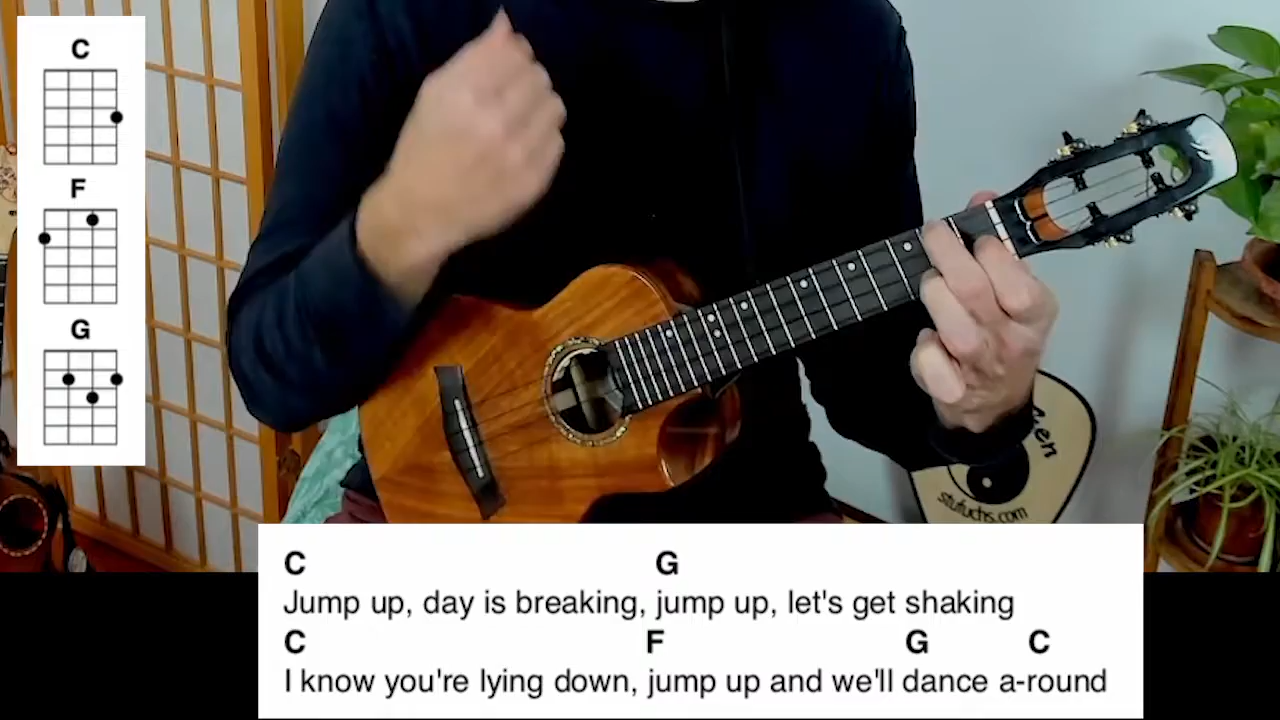 C
F
G
stufuchs.com
C G
Jump up, day is breaking, jump up, let's get shaking
C F G C
I know you're lying down, jump up and we'll dance a-round